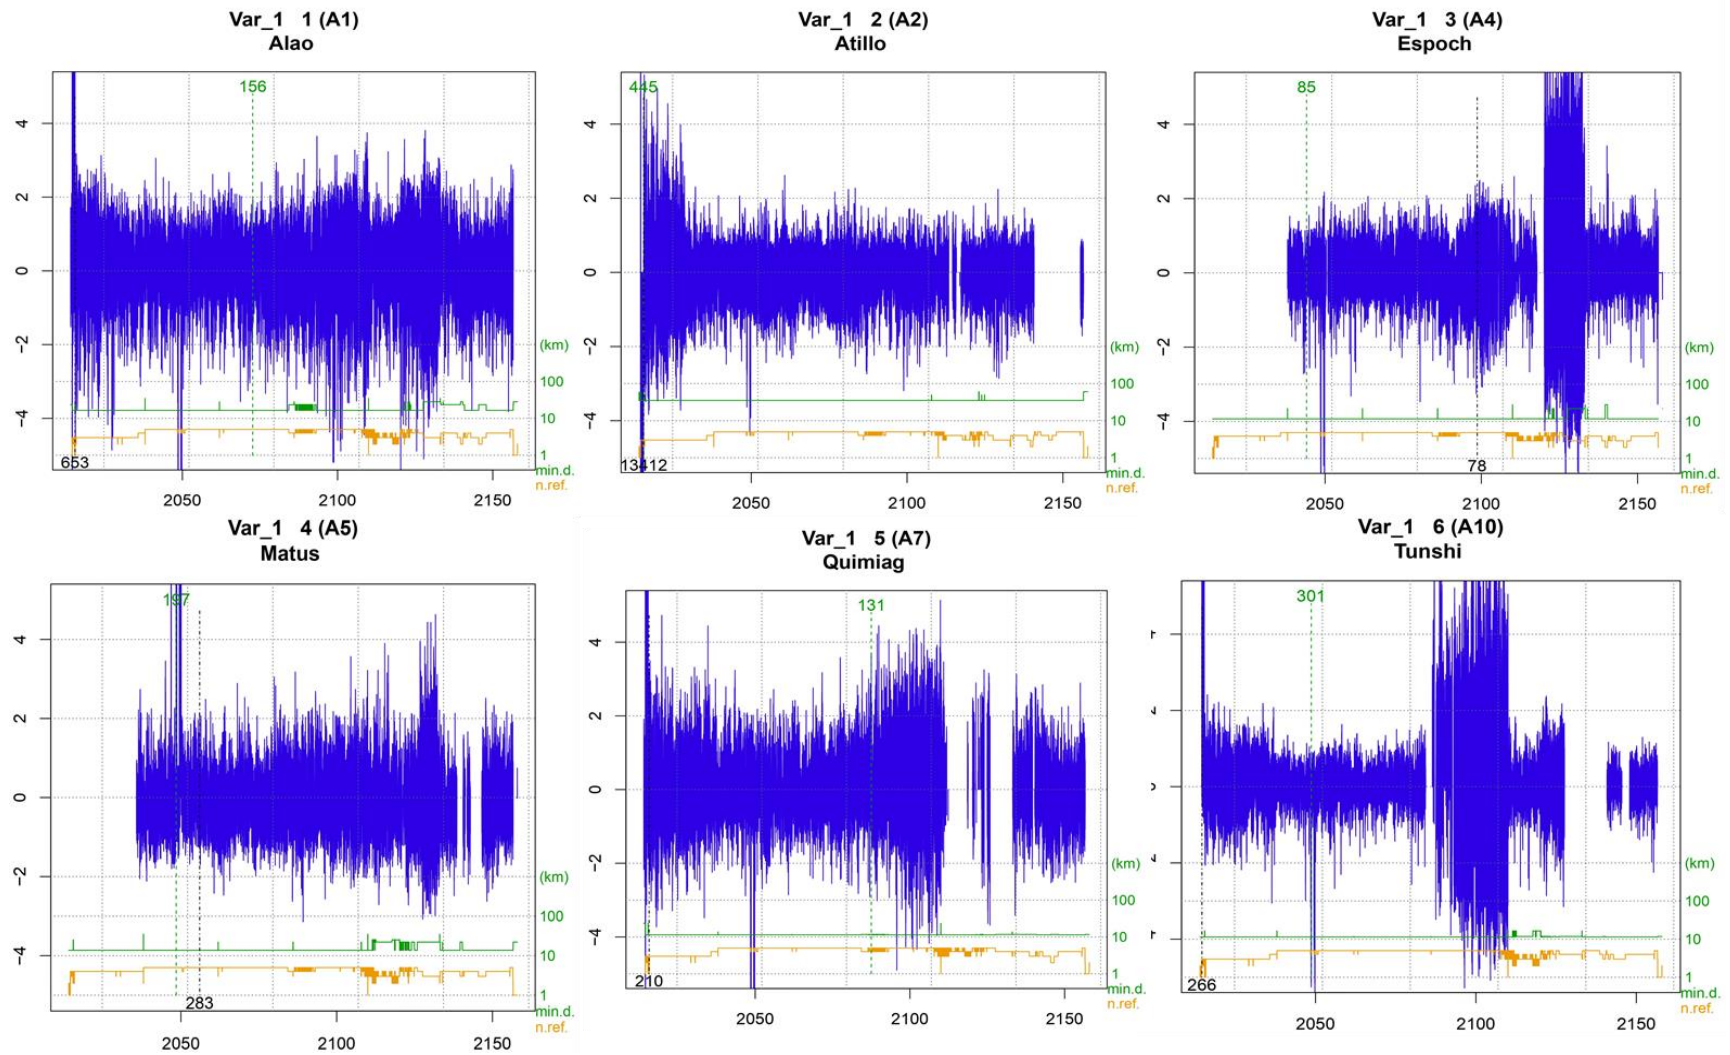 Var_1 1 (A1)
Alao
156
4
2
0
−2
−4
(km)
100
10
1
min.d.
n.ref.
653
2050 2100 2150
Var_1 2 (A2)
Atillo
445
4
2
0
−2
−4
(km)
100
10
1
min.d.
n.ref.
2050 2100 2150
Var_1 3 (A4)
Espoch
85
4
2
0
−2
−4
(km)
100
10
1
min.d.
n.ref.
78
2050 2100 2150
Var_1 4 (A5)
Matus
197
4
2
0
−2
−4
(km)
100
10
1
min.d.
n.ref.
283
2050 2100 2150
Var_1 5 (A7)
Quimiag
131
4
2
0
−2
−4
(km)
100
10
1
min.d.
n.ref.
210
2050 2100 2150
Var_1 6 (A10)
Tunshi
301
(km)
100
10
1
min.d.
n.ref.
266
2050 2100 2150